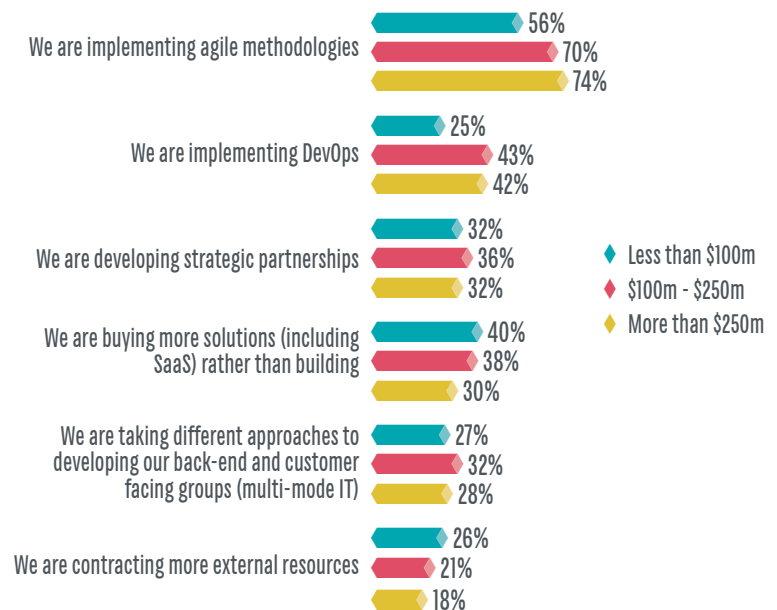 56%
We are implementing agile methodologies
70%
74%
25%
We are implementing DevOps
43%
42%
32%
We are developing strategic partnerships
36%
32%
Less than $100m
$100m - $250m
More than $250m
We are buying more solutions (including
SaaS) rather than building
40%
38%
30%
We are taking different approaches to
developing our back-end and customer
facing groups (multi-mode IT)
27%
32%
28%
26%
We are contracting more external resources
21%
18%